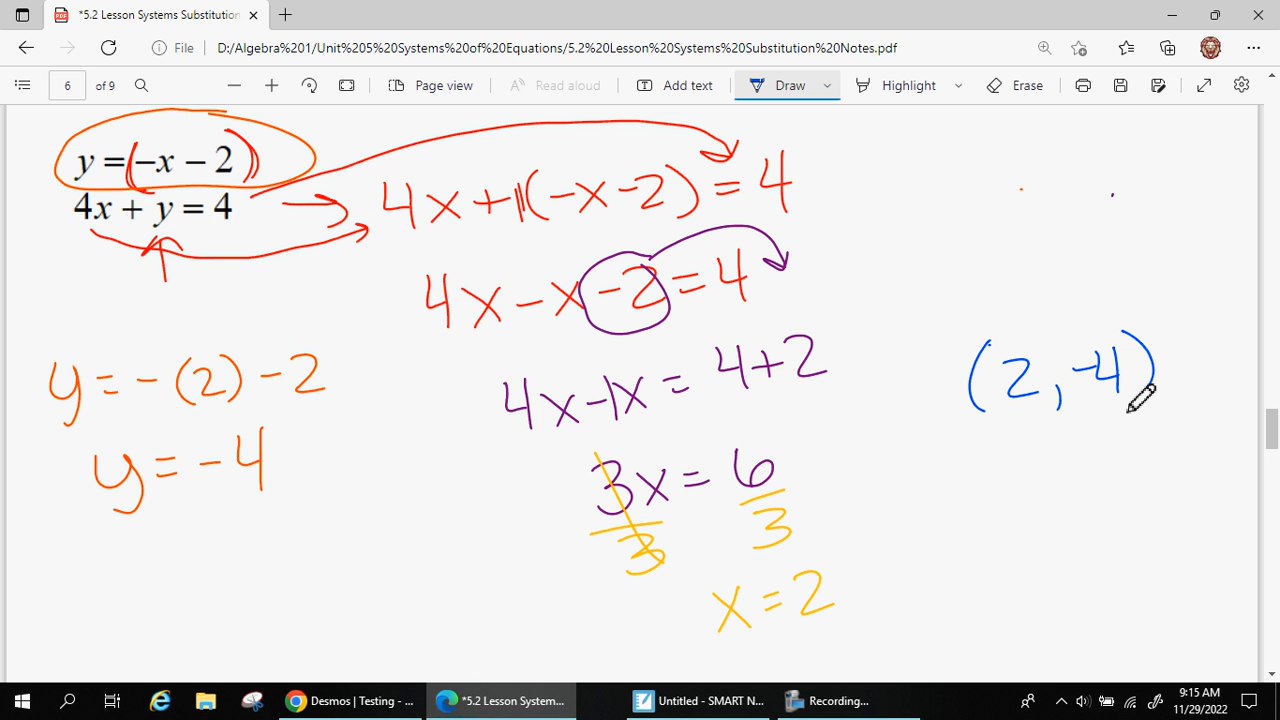 *5.2 Lesson Systems Substitution
File
D:/Algebra%201/Unit%205%20Systems%20of%20Equations/5.2%20Lesson%20Systems%20Substitution%20Notes.pdf
6 of 9
Page view
Read aloud
Add text
Draw
Highlight
Erase
y = (−x − 2)
4x + y = 4
4x+1(-x-2) = 4
4x - x - 2 = 4
y = -(2) - 2
4x - 1x = 4+2
(2, -4)
y = -4
3x = 6
3 3
x = 2
Desmos | Testing - ...
*5.2 Lesson System...
Untitled - SMART N...
Recording...
9:15 AM
11/29/2022